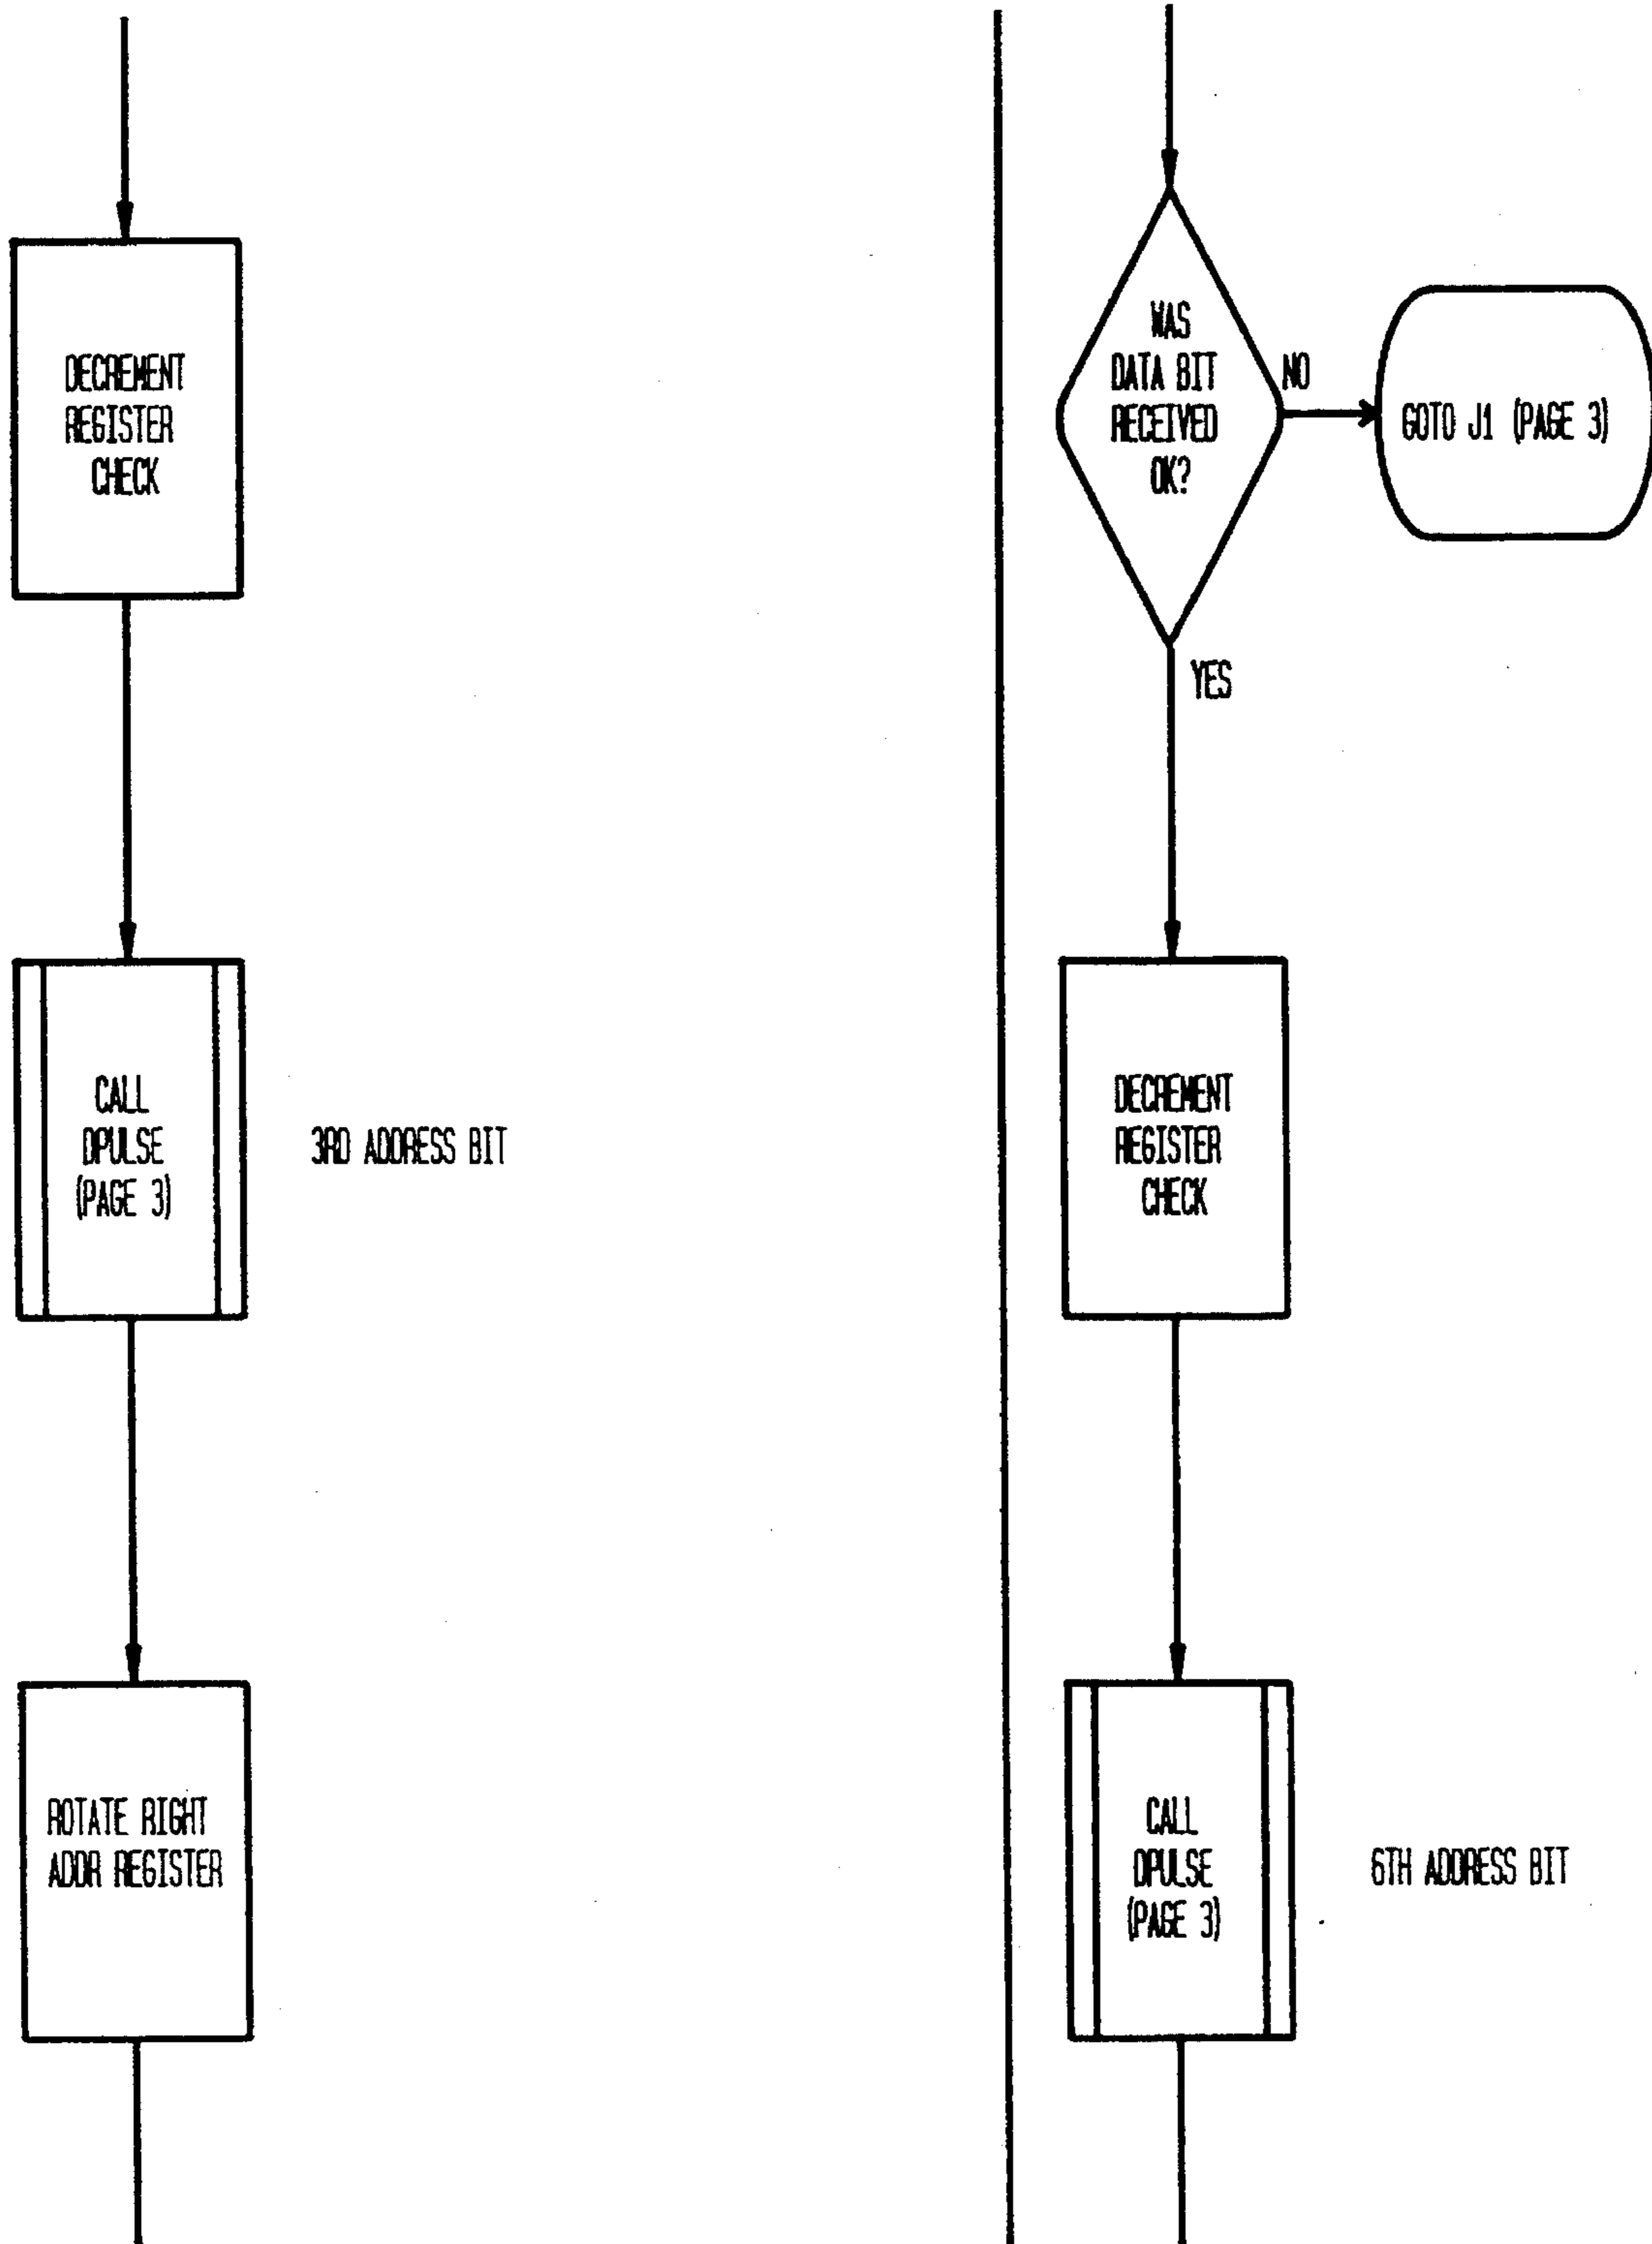 DECREMENT
REGISTER
CHECK
CALL
DPULSE
(PAGE 3)
3RD ADDRESS BIT
ROTATE RIGHT
ADDR REGISTER
WAS
DATA BIT
RECEIVED
OK?
NO
GOTO J1 (PAGE 3)
YES
DECREMENT
REGISTER
CHECK
CALL
DPULSE
(PAGE 3)
6TH ADDRESS BIT